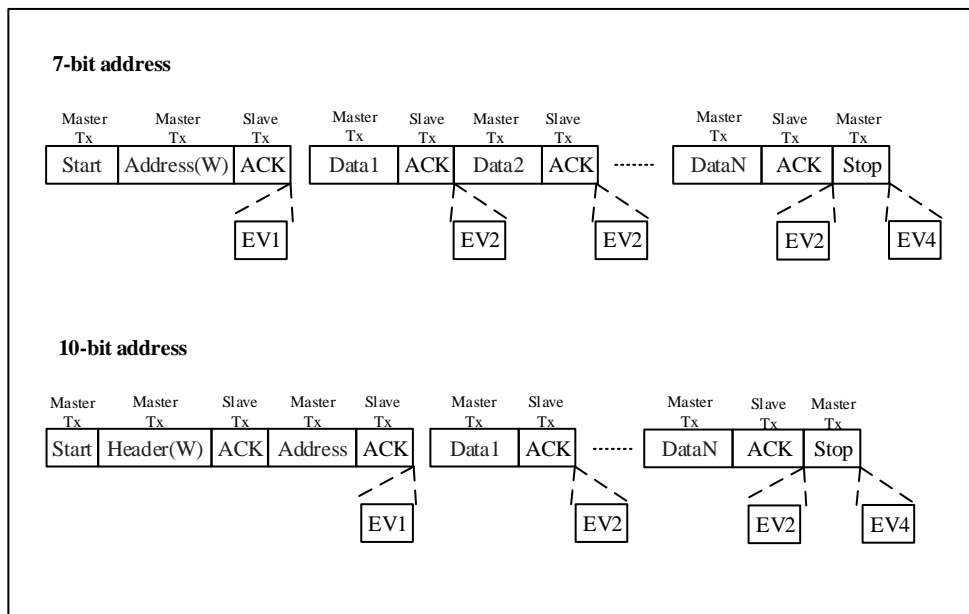 7-bit address
Master Master Slave Master Slave Master Slave Master Slave Master
Tx Tx Tx Tx Tx Tx Tx Tx Tx Tx
Start Address(W) ACK Data1 ACK Data2 ACK ........ DataN ACK Stop
EV1 EV2 EV2 EV2 EV4
10-bit address
Master Master Slave Master Slave Master Slave Master Slave Master
Tx Tx Tx Tx Tx Tx Tx Tx Tx Tx
Start Header(W) ACK Address ACK Data1 ACK ........ DataN ACK Stop
EV1 EV2 EV2 EV4